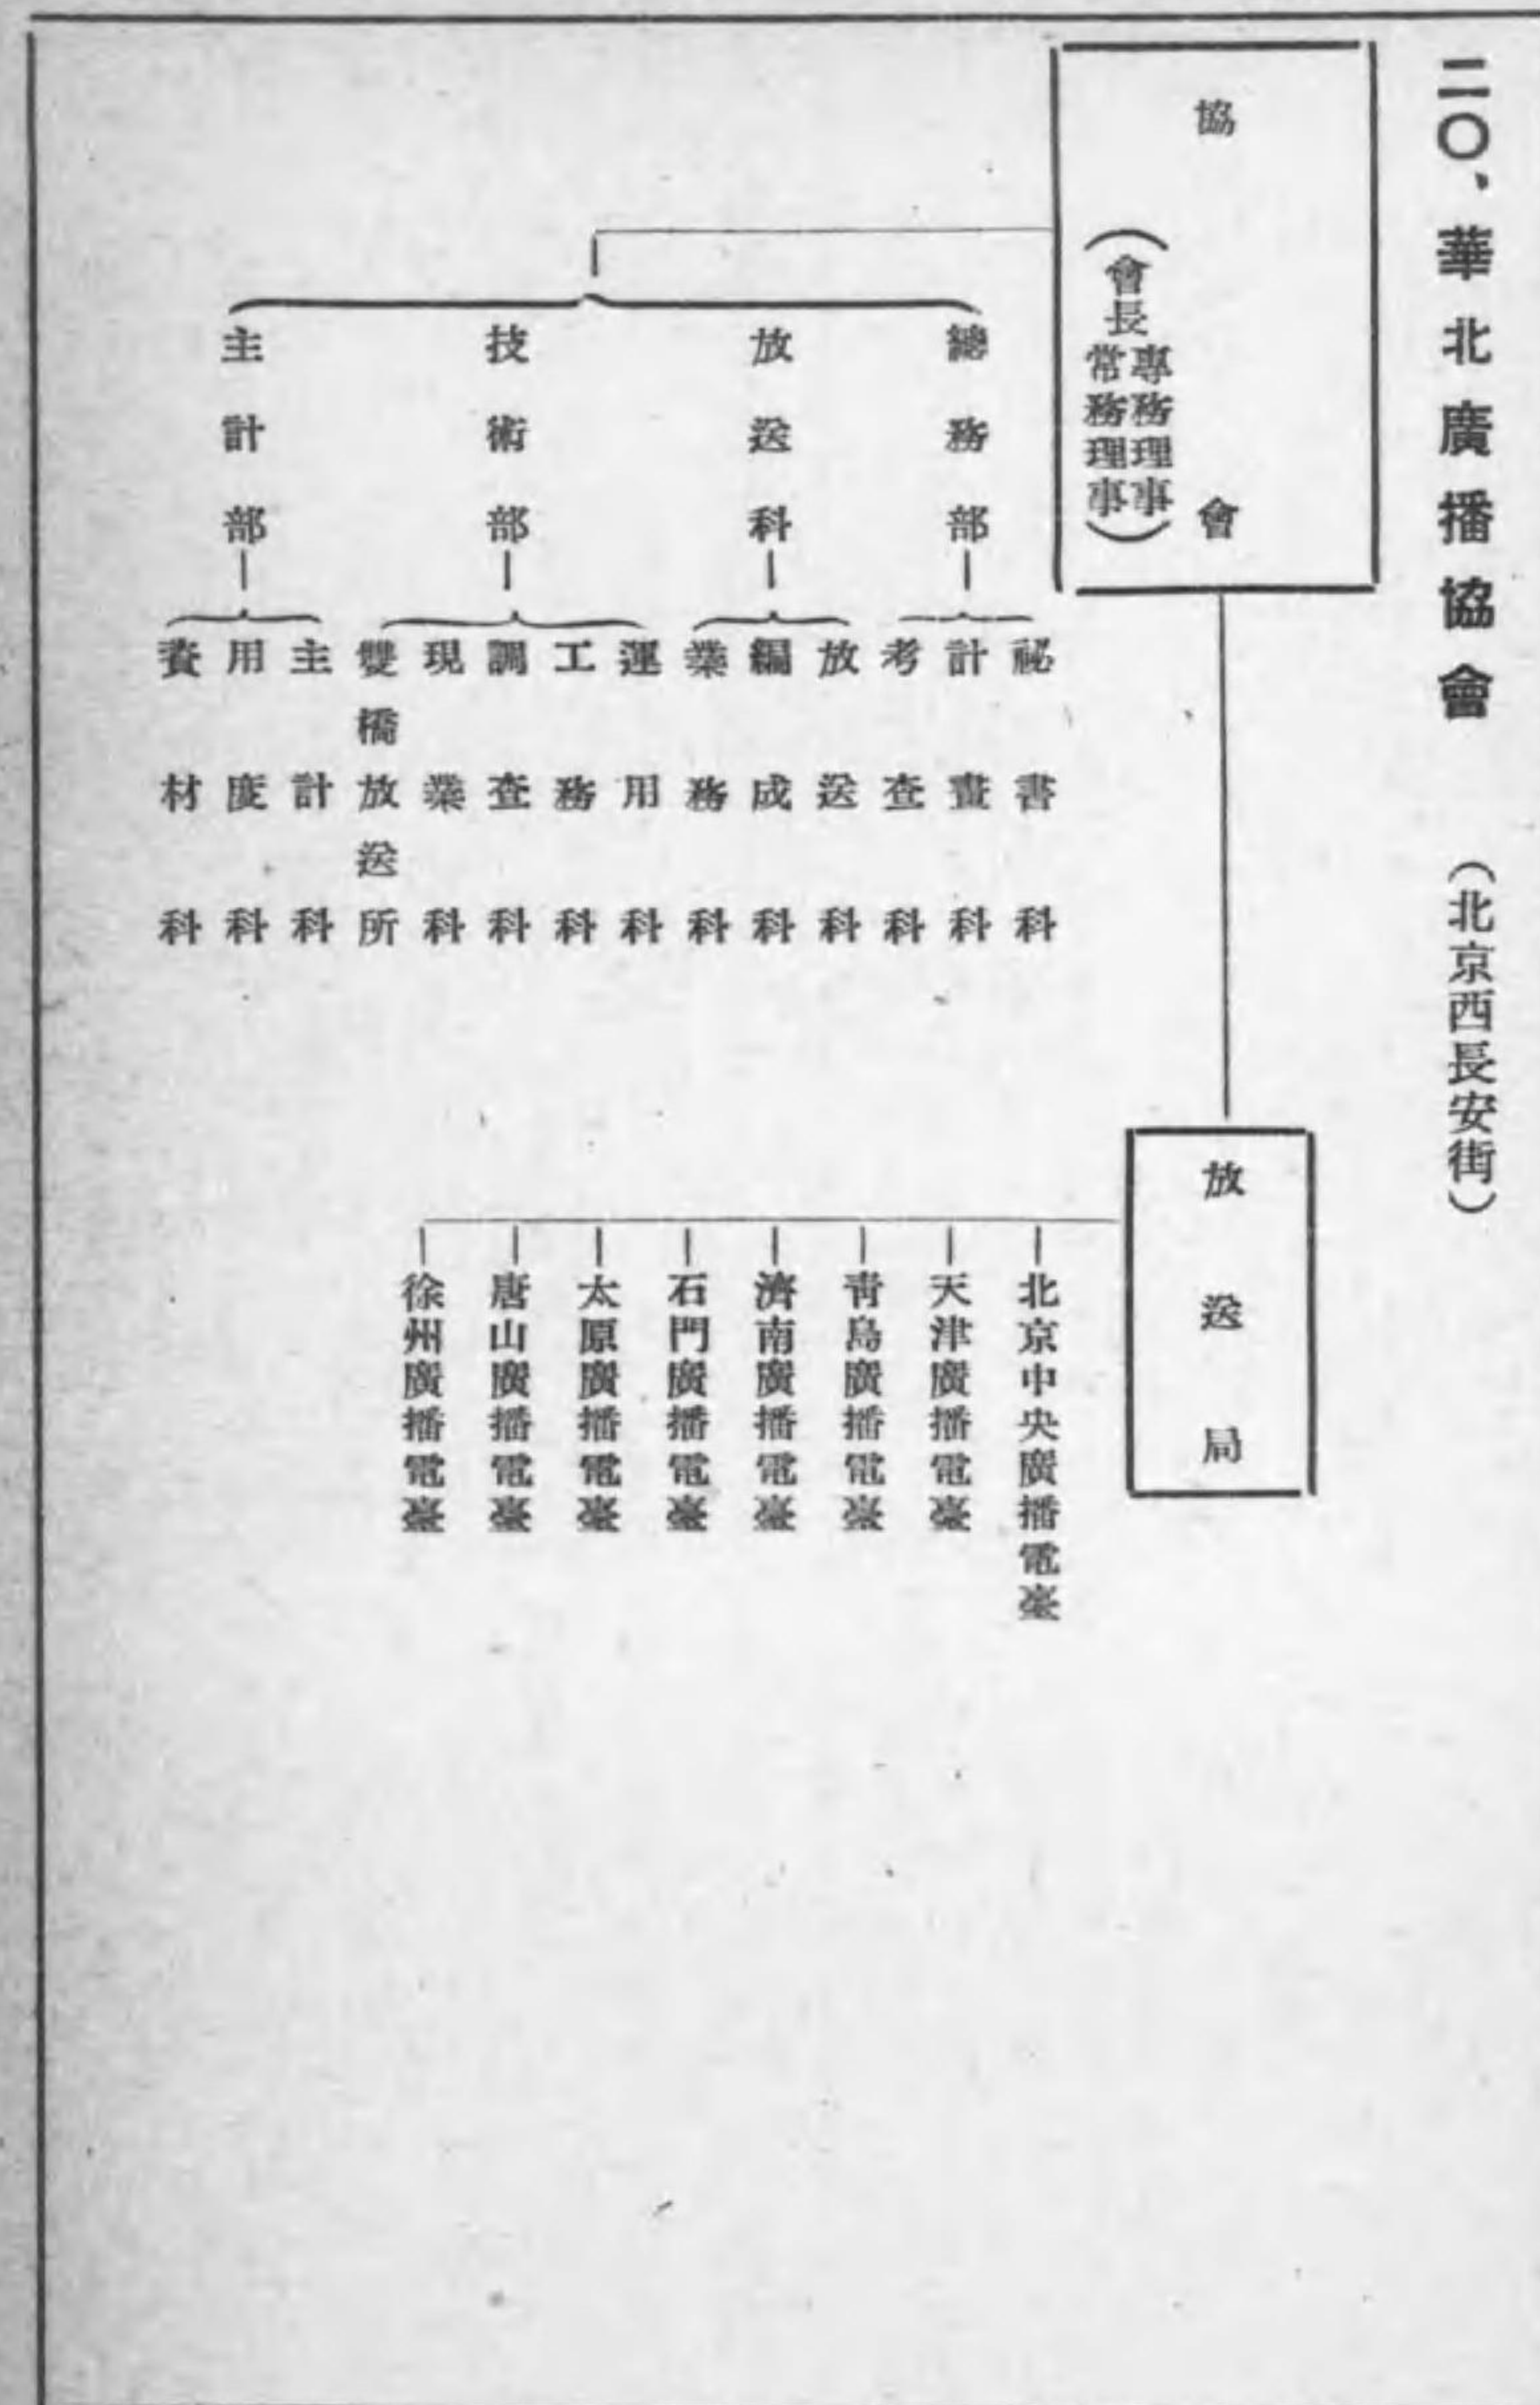 二〇、華北廣播協會 （北京西長安街）
協會
（會長 專務理事
常務理事）
總務部
祕書科
計畫科
考查科
放送科
放送科
編成科
業務科
技術部
運用科
工務科
調查科
現業科
雙橋放送所
主計部
主計科
用度科
資材科
放送局
北京中央廣播電臺
天津廣播電臺
青島廣播電臺
濟南廣播電臺
石門廣播電臺
太原廣播電臺
唐山廣播電臺
徐州廣播電臺